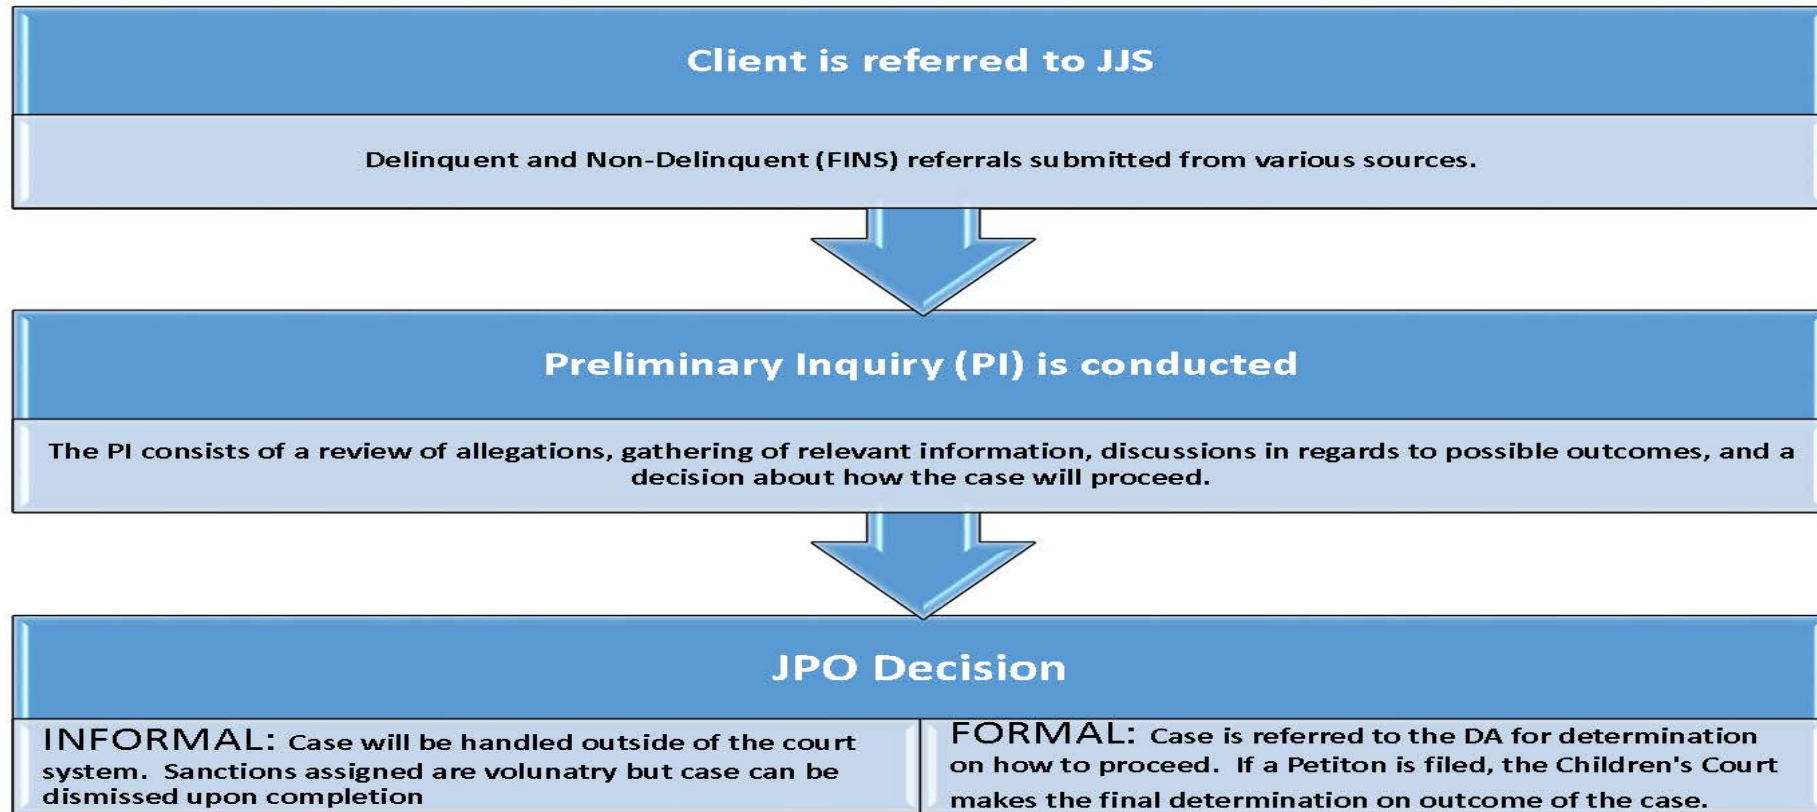 Client is referred to JJS
Delinquent and Non-Delinquent (FINS) referrals submitted from various sources.
Preliminary Inquiry (PI) is conducted
The PI consists of a review of allegations, gathering of relevant information, discussions in regards to possible outcomes, and a
decision about how the case will proceed.
JPO Decision
INFORMAL: Case will be handled outside of the court
system. Sanctions assigned are volunatry but case can be
dismissed upon completion
FORMAL: Case is referred to the DA for determination
on how to proceed. If a Petiton is filed, the Children's Court
makes the final determination on outcome of the case.